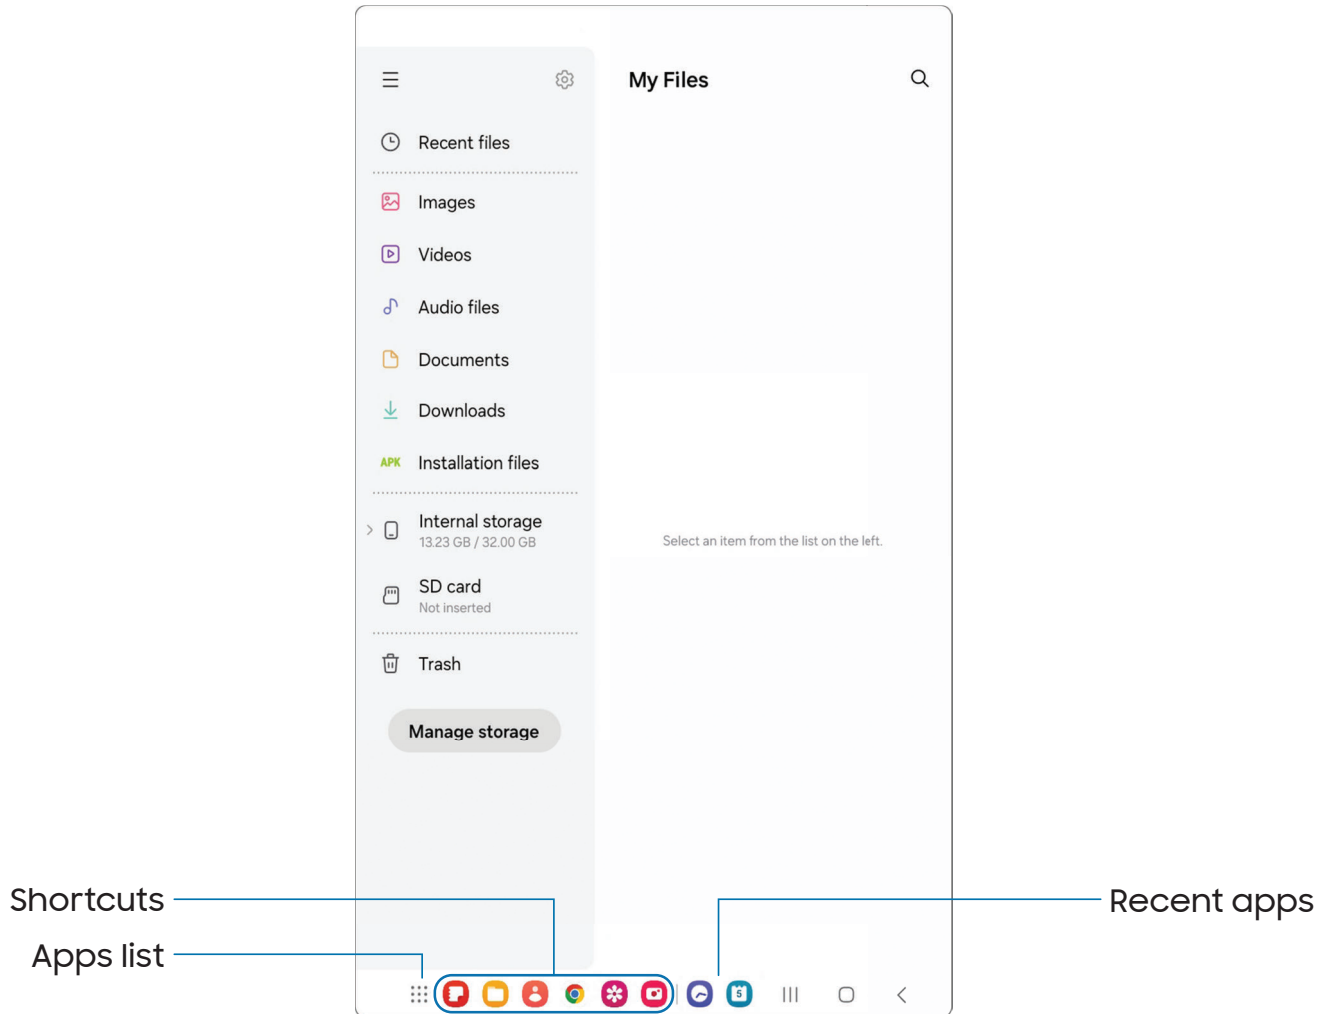 My Files
Recent files
Images
Videos
Audio files
Documents
Downloads
APK Installation files
Internal storage
13.23 GB / 32.00 GB
Select an item from the list on the left.
SD card
Not inserted
Trash
Manage storage
Shortcuts
Recent apps
Apps list
5